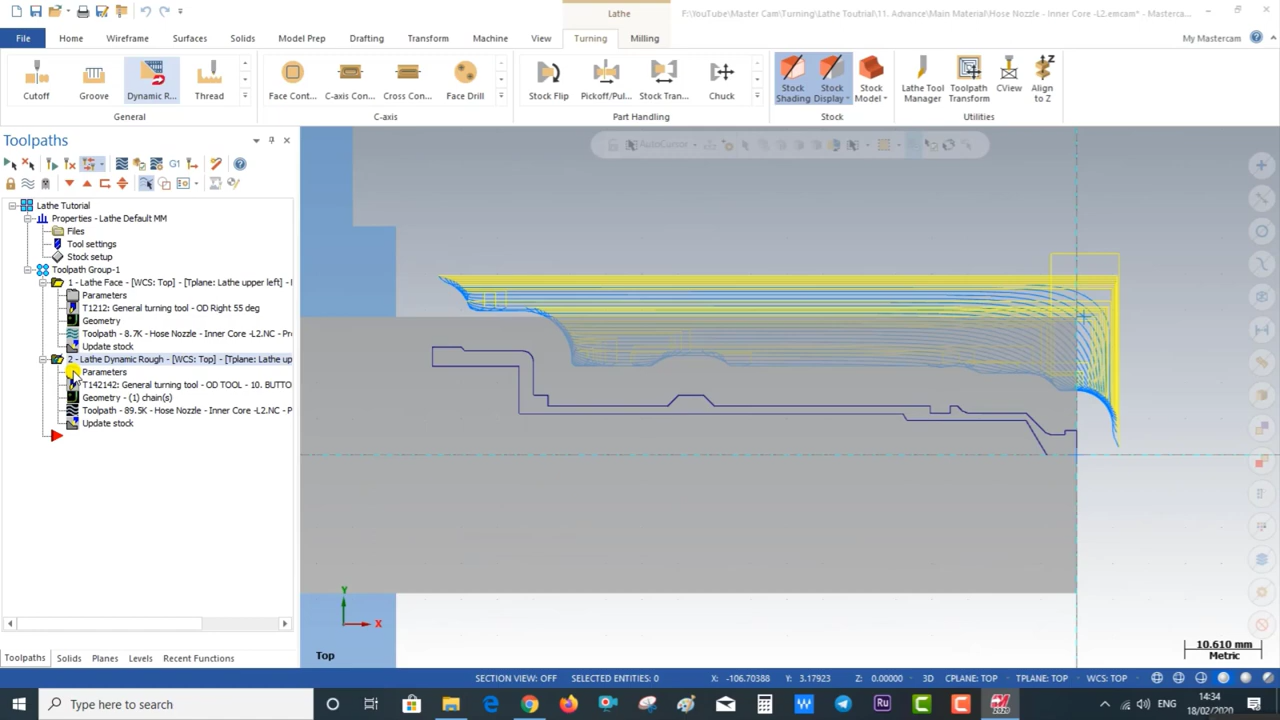 Lathe
F:\YouTube\Master Cam\Turning\Lathe Toutrial\11. Advance\Main Material\Hose Nozzle - Inner Core -L2.emcam* - Masterca...
File
Home
Wireframe
Surfaces
Solids
Model Prep
Drafting
Transform
Machine
View
Turning
Milling
My Mastercam
Cutoff
Groove
Dynamic R...
Thread
Face Cont...
C-axis Con...
Cross Con...
Face Drill
Stock Flip
Pickoff/Pul...
Stock Tran...
Chuck
Stock Shading
Stock Display
Stock Model
Lathe Tool Manager
Toolpath Transform
CView
Align to Z
General
C-axis
Part Handling
Stock
Utilities
Toolpaths
AutoCursor
G1
Lathe Tutorial
Properties - Lathe Default MM
Files
Tool settings
Stock setup
Toolpath Group-1
1 - Lathe Face - [WCS: Top] - [Tplane: Lathe upper left] -
Parameters
T1212: General turning tool - OD Right 55 deg
Geometry
Toolpath - 8.7K - Hose Nozzle - Inner Core -L2.NC - Pr
Update stock
2 - Lathe Dynamic Rough - [WCS: Top] - [Tplane: Lathe up
Parameters
T142142: General turning tool - OD TOOL - 10. BUTTO
Geometry - (1) chain(s)
Toolpath - 89.5K - Hose Nozzle - Inner Core -L2.NC - P
Update stock
Y
X
Top
10.610 mm
Metric
Toolpaths
Solids
Planes
Levels
Recent Functions
SECTION VIEW: OFF
SELECTED ENTITIES: 0
X: -106.70388
Y: 3.17923
Z: 0.00000
3D
CPLANE: TOP
TPLANE: TOP
WCS: TOP
Type here to search
Ru
2020
ENG
14:34
18/02/2020